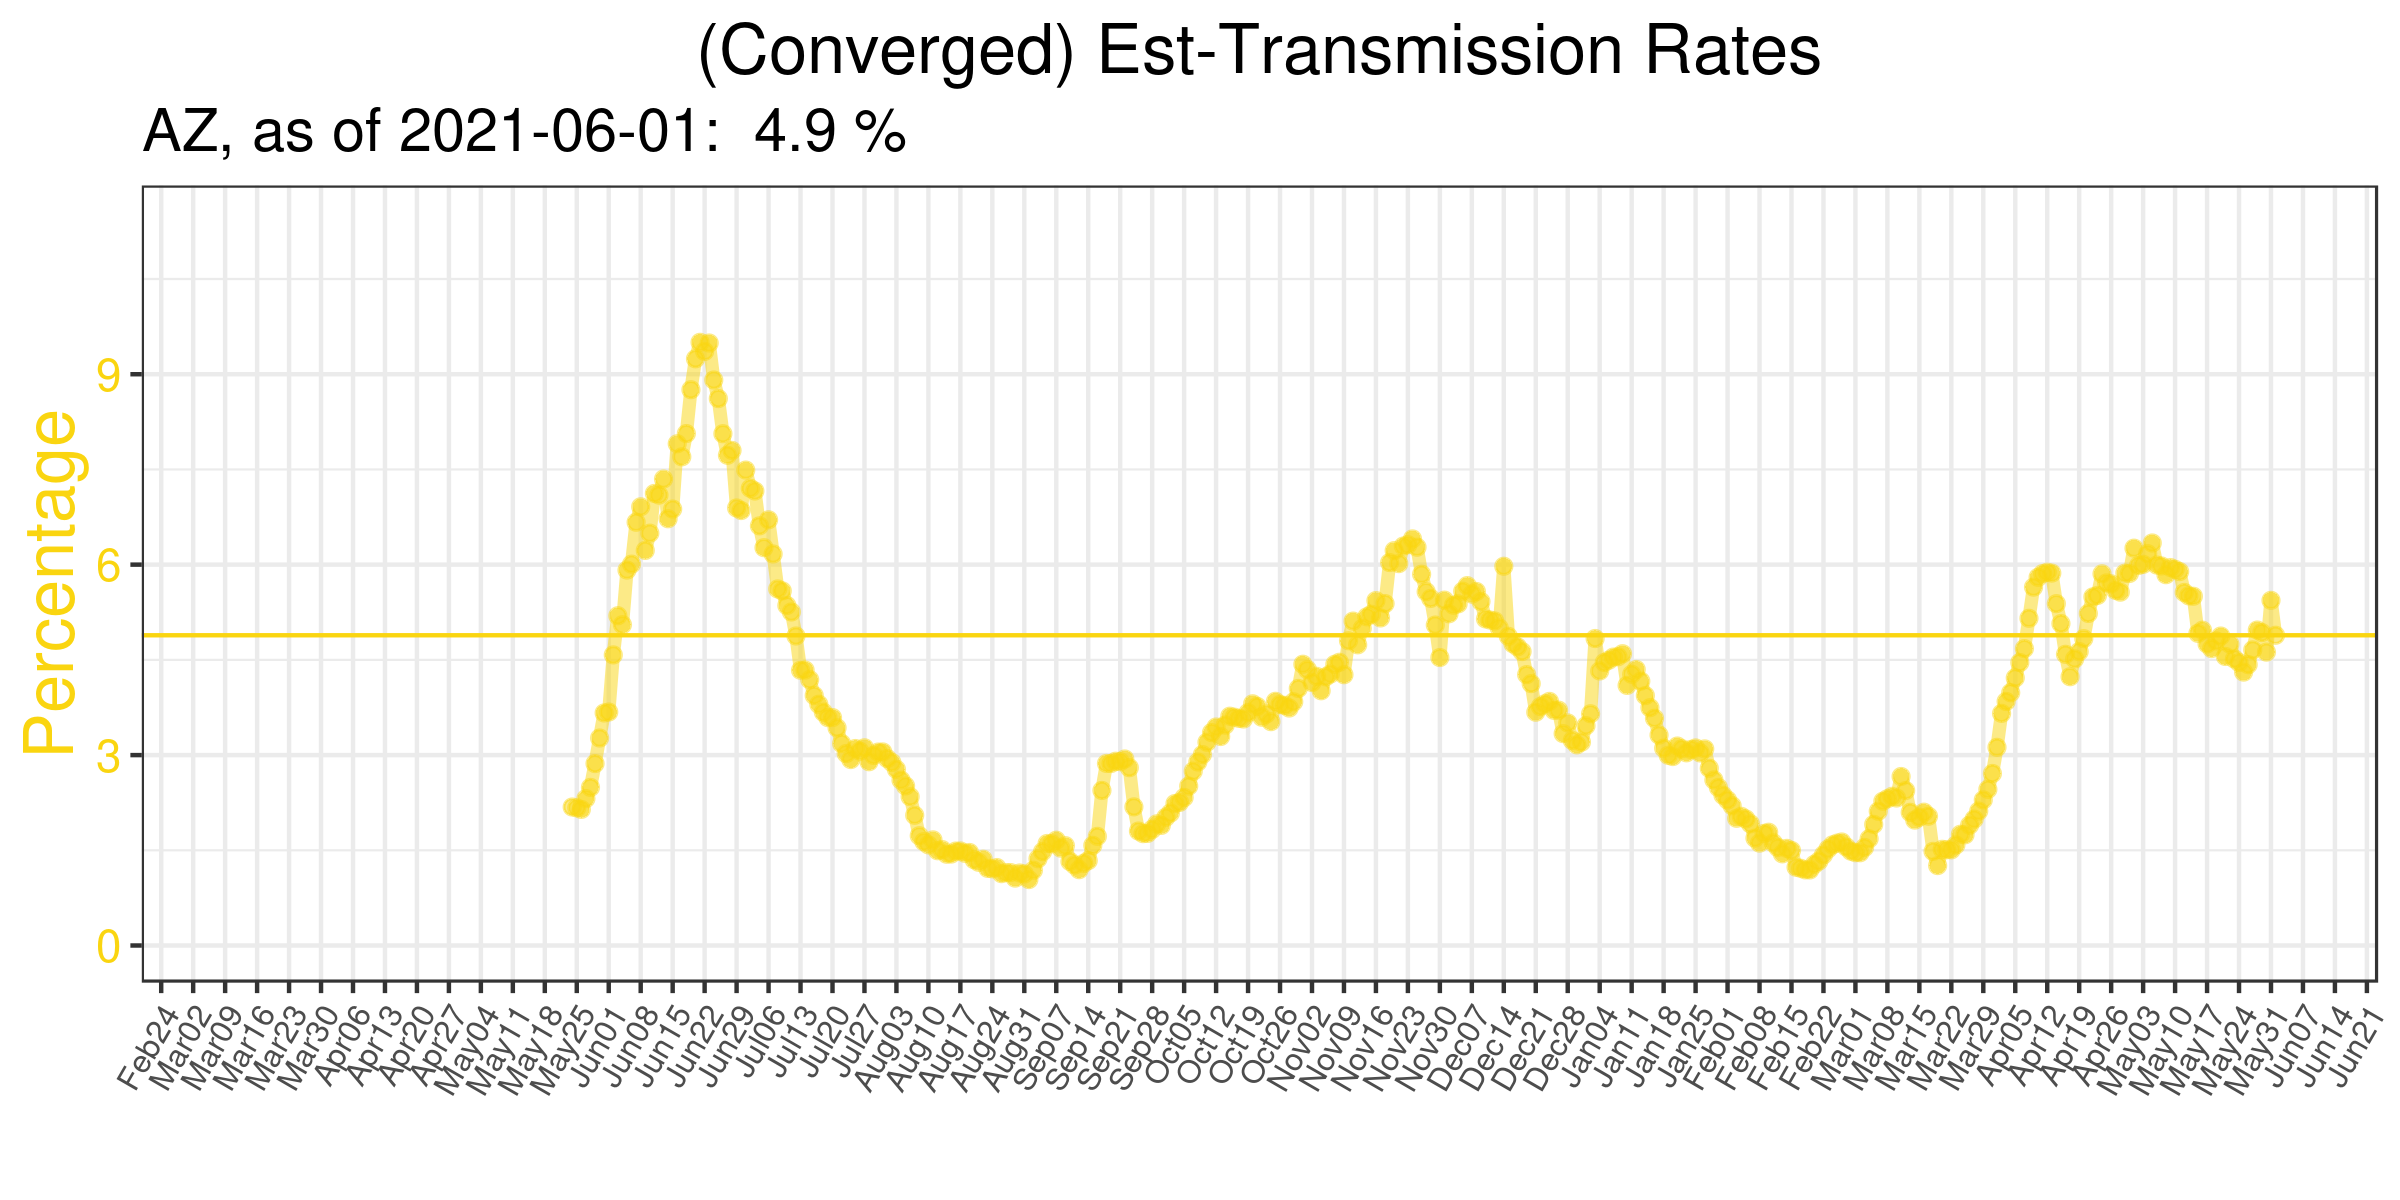 (Converged) Est-Transmission Rates
AZ, as of 2021-06-01:  4.9 %
Percentage
9
6
3
0
Feb24
Mar02
Mar09
Mar16
Mar23
Mar30
Apr06
Apr13
Apr20
Apr27
May04
May11
May18
May25
Jun01
Jun08
Jun15
Jun22
Jun29
Jul06
Jul13
Jul20
Jul27
Aug03
Aug10
Aug17
Aug24
Aug31
Sep07
Sep14
Sep21
Sep28
Oct05
Oct12
Oct19
Oct26
Nov02
Nov09
Nov16
Nov23
Nov30
Dec07
Dec14
Dec21
Dec28
Jan04
Jan11
Jan18
Jan25
Feb01
Feb08
Feb15
Feb22
Mar01
Mar08
Mar15
Mar22
Mar29
Apr05
Apr12
Apr19
Apr26
May03
May10
May17
May24
May31
Jun07
Jun14
Jun21